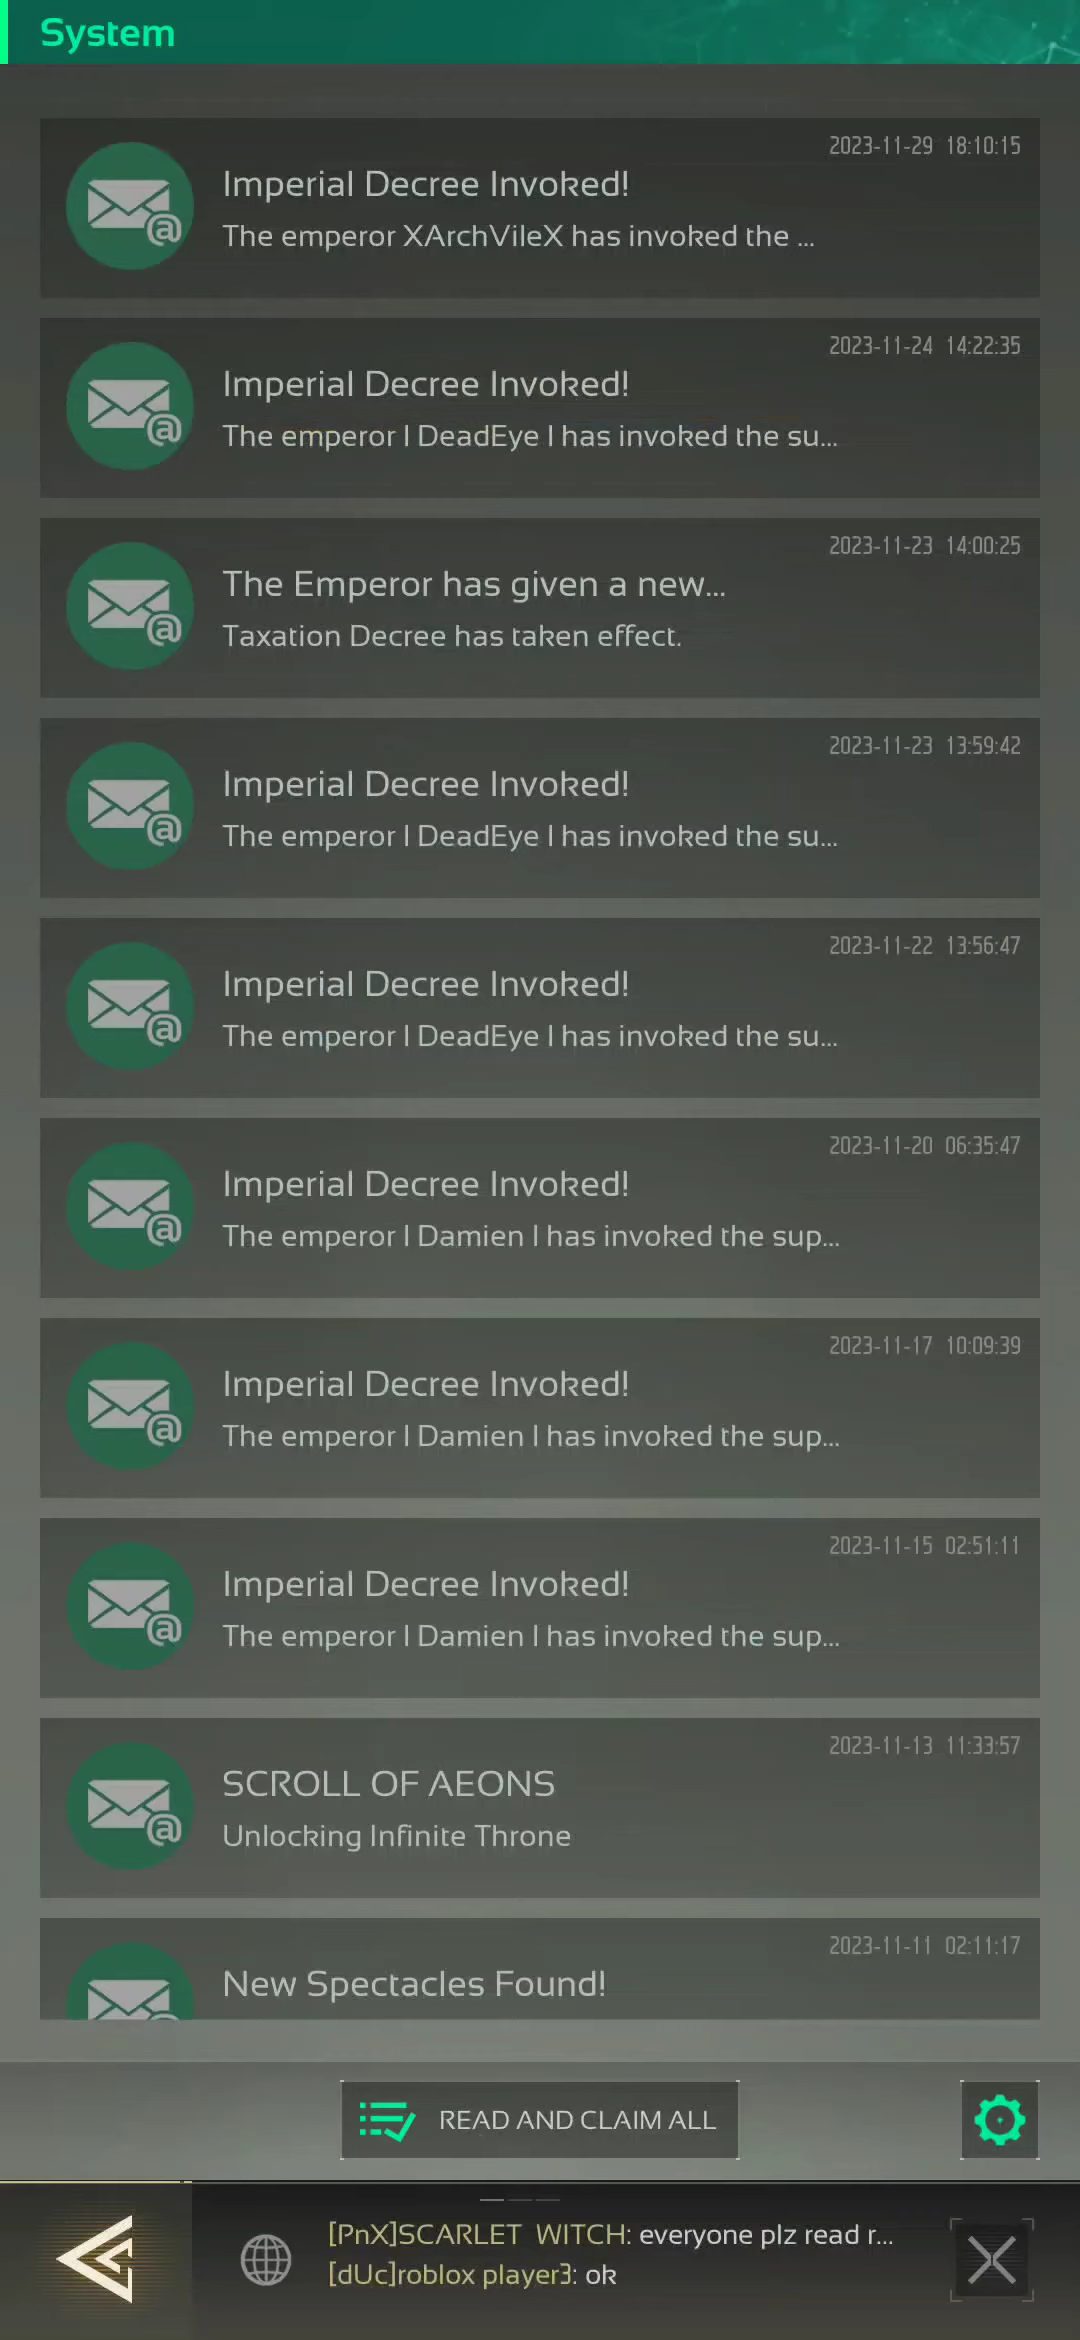 System
2023-11-29 18:10:15
Imperial Decree Invoked!
The emperor XArchVileX has invoked the ...
2023-11-24 14:22:35
Imperial Decree Invoked!
The emperor l DeadEye l has invoked the su...
2023-11-23 14:00:25
The Emperor has given a new...
Taxation Decree has taken effect.
2023-11-23 13:59:42
Imperial Decree Invoked!
The emperor l DeadEye l has invoked the su...
2023-11-22 13:56:47
Imperial Decree Invoked!
The emperor l DeadEye l has invoked the su...
2023-11-20 06:35:47
Imperial Decree Invoked!
The emperor l Damien l has invoked the sup...
2023-11-17 10:09:39
Imperial Decree Invoked!
The emperor l Damien l has invoked the sup...
2023-11-15 02:51:11
Imperial Decree Invoked!
The emperor l Damien l has invoked the sup...
2023-11-13 11:33:57
SCROLL OF AEONS
Unlocking Infinite Throne
2023-11-11 02:11:17
New Spectacles Found!
READ AND CLAIM ALL
[PnX]SCARLET WITCH: everyone plz read r...
[dUc]roblox player3: ok